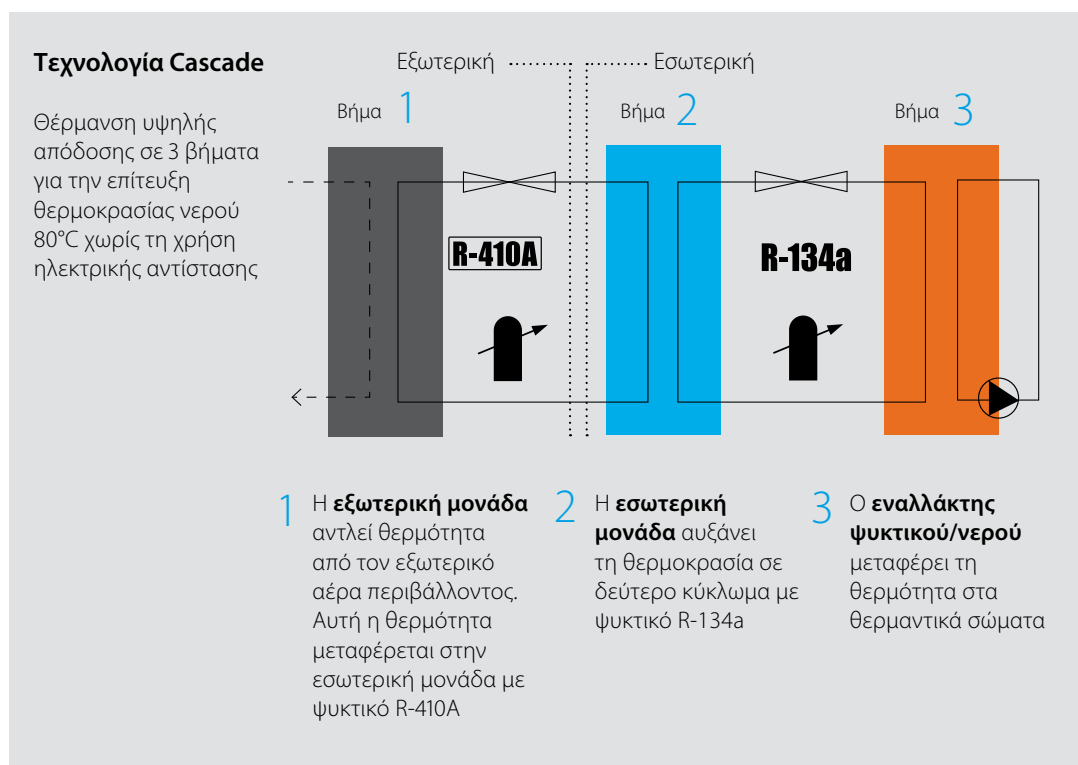 Τεχνολογία Cascade
Θέρμανση υψηλής
απόδοσης σε 3 βήματα
για την επίτευξη
θερμοκρασίας νερού
80°C χωρίς τη χρήση
ηλεκτρικής αντίστασης
Εξωτερική ......... ......... Εσωτερική
Βήμα 1
Βήμα 2
Βήμα 3
R-410A
R-134a
1 Η εξωτερική μονάδα
αντλεί θερμότητα
από τον εξωτερικό
αέρα περιβάλλοντος.
Αυτή η θερμότητα
μεταφέρεται στην
εσωτερική μονάδα με
ψυκτικό R-410A
2 Η εσωτερική
μονάδα αυξάνει
τη θερμοκρασία σε
δεύτερο κύκλωμα με
ψυκτικό R-134a
3 Ο εναλλάκτης
ψυκτικού/νερού
μεταφέρει τη
θερμότητα στα
θερμαντικά σώματα